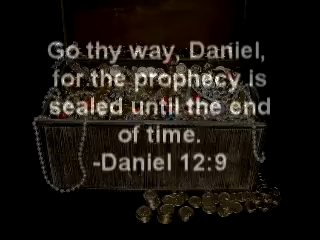 Go thy way, Daniel,
for the prophecy is
sealed until the end
of time.
-Daniel 12:9